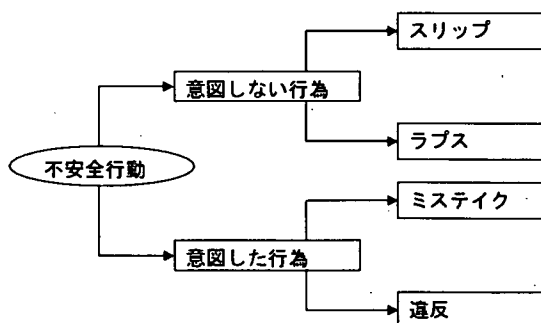 スリップ
意図しない行為
ラプス
不安全行動
ミステイク
意図した行為
違反